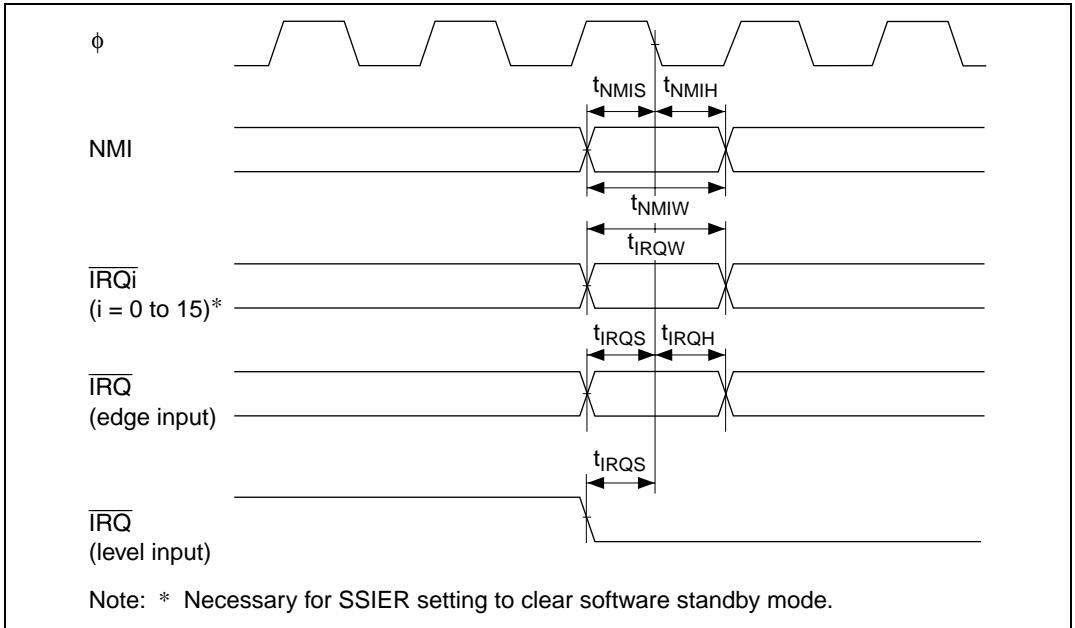 ϕ
tNMIS tNMIH
NMI
tNMIW
tIRQW
IRQi
(i = 0 to 15)*
tIRQS tIRQH
IRQ
(edge input)
tIRQS
IRQ
(level input)
Note: * Necessary for SSIER setting to clear software standby mode.